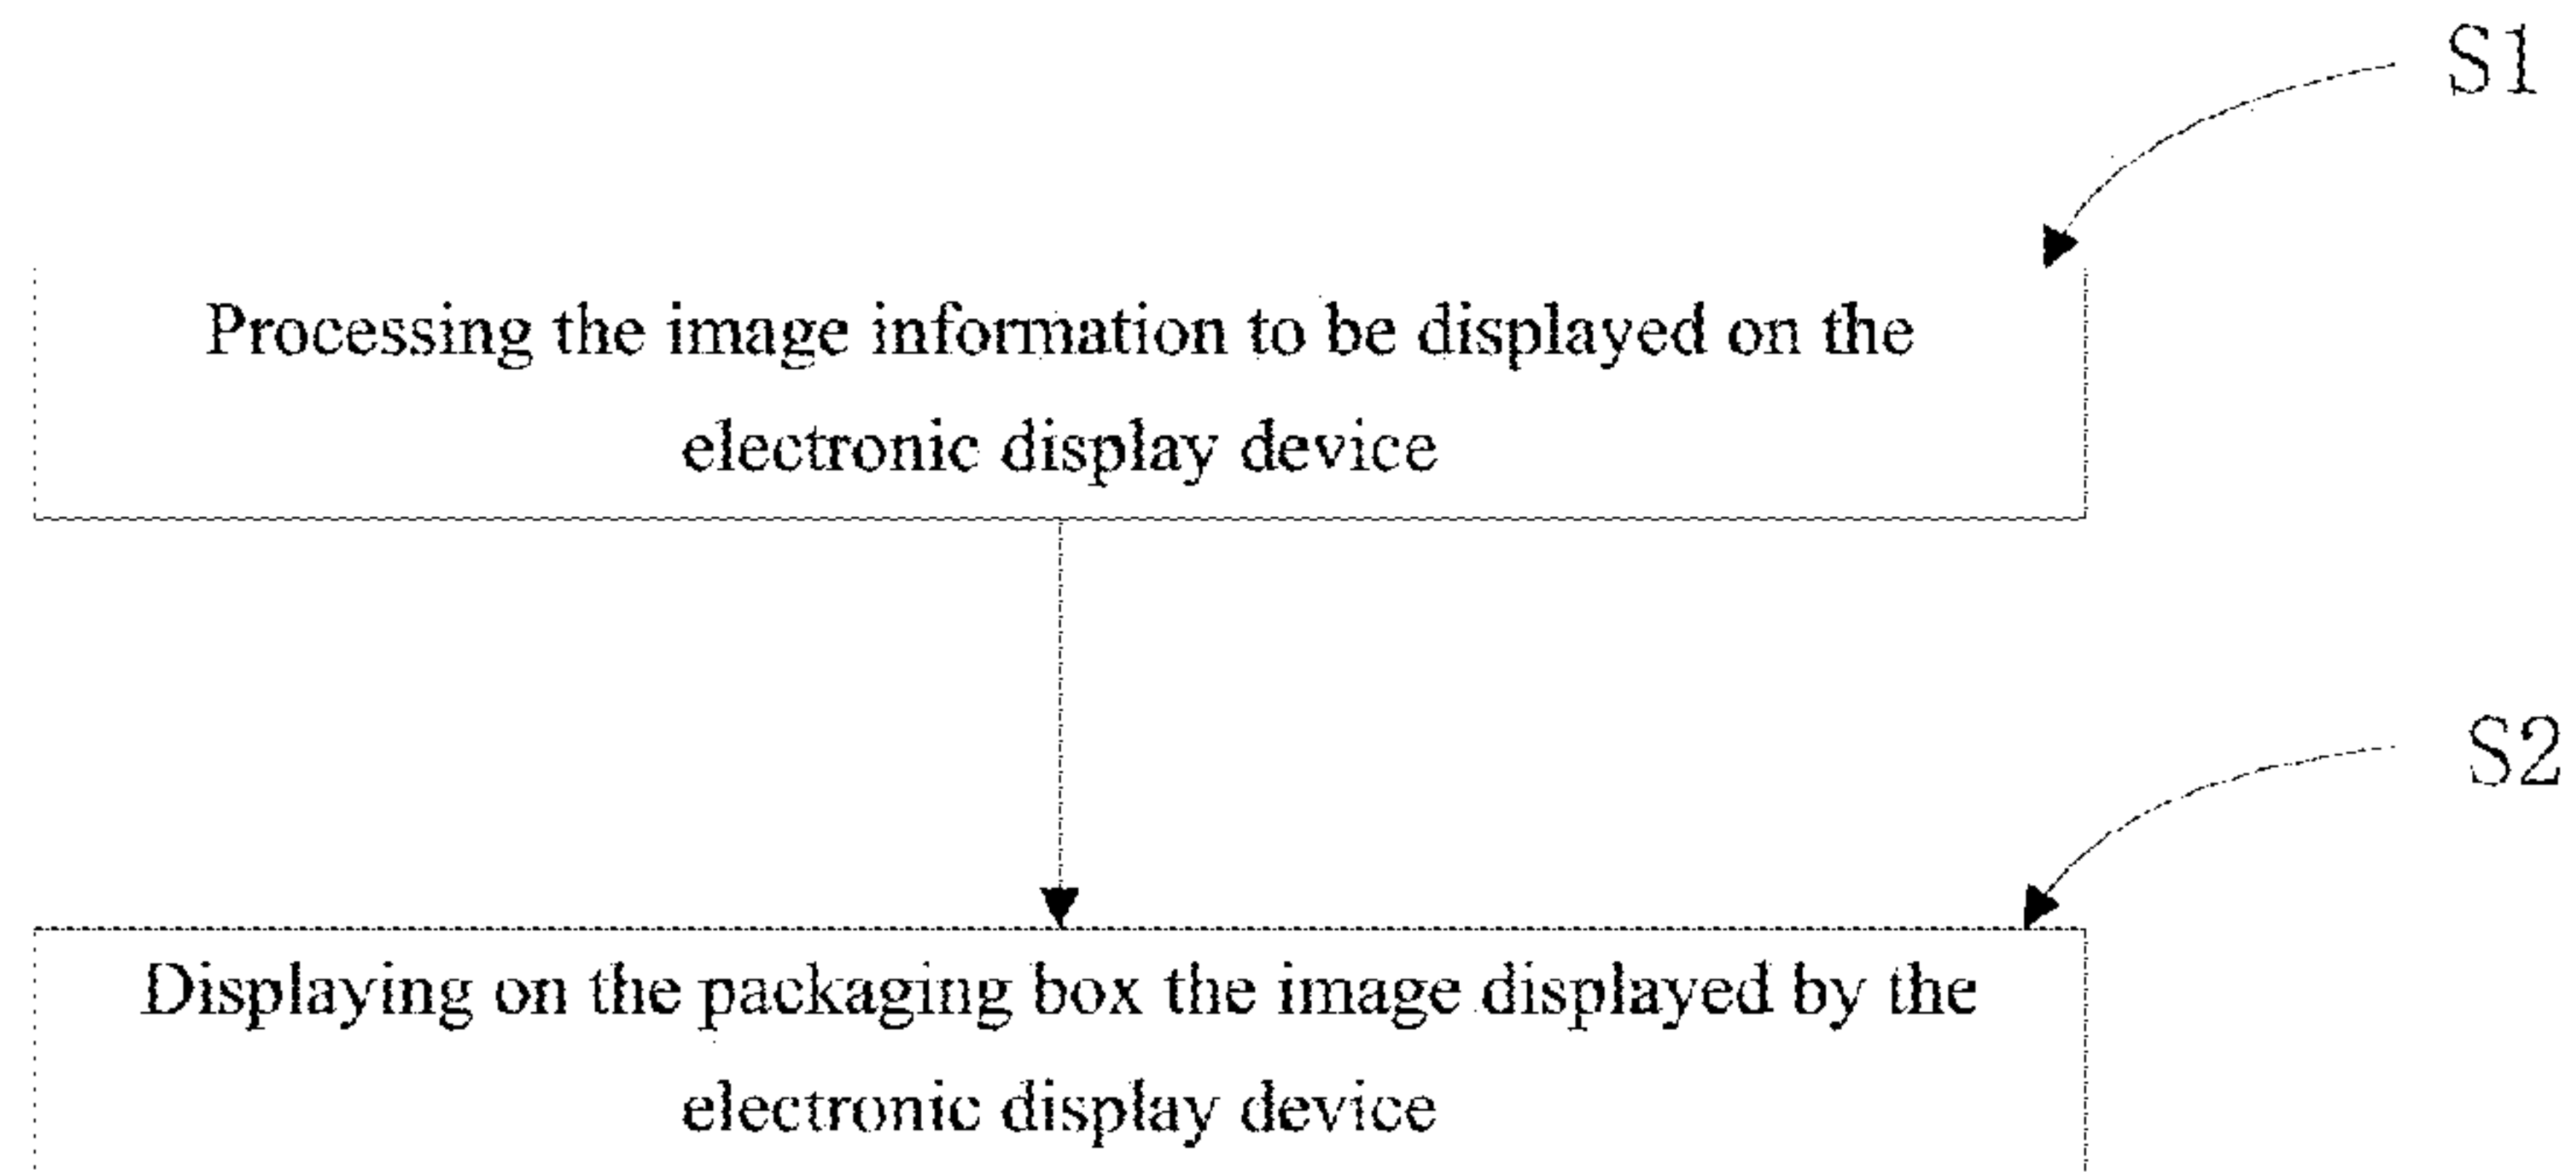 S1
Processing the image information to be displayed on the
electronic display device
S2
Displaying on the packaging box the image displayed by the
electronic display device